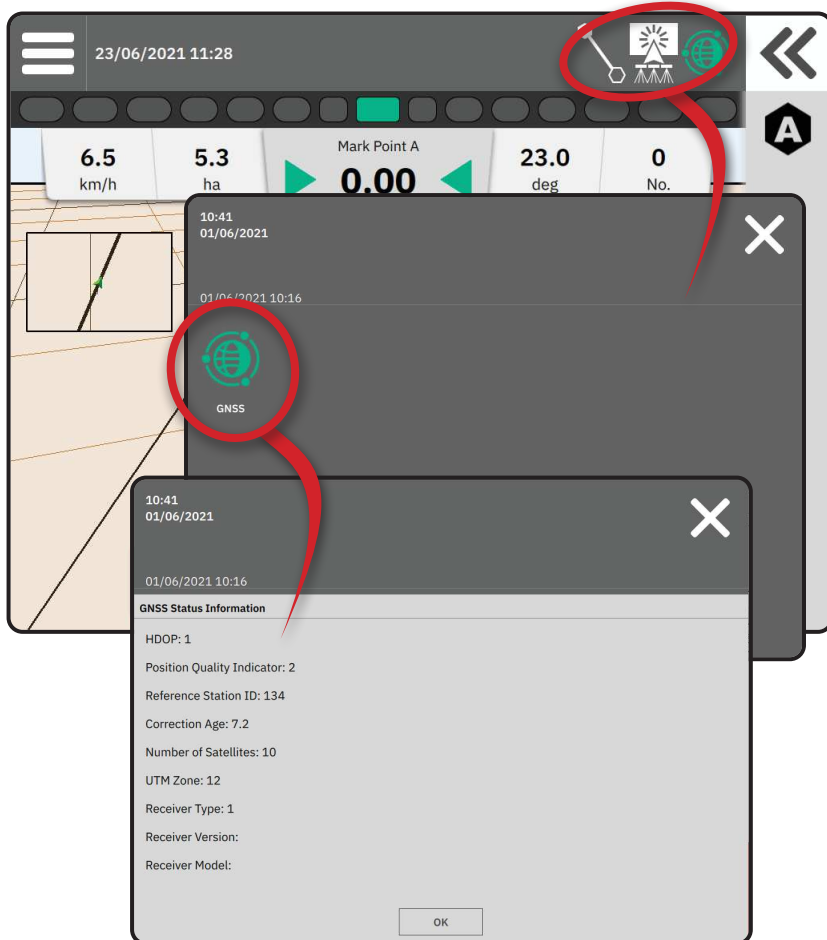 23/06/2021 11:28
A
Mark Point A
6.5 5.3 0.00 23.0 0
km/h ha deg No.
10:41
01/06/2021
01/06/2021 10:16
GNSS
10:41
01/06/2021
01/06/2021 10:16
GNSS Status Information
HDOP: 1
Position Quality Indicator: 2
Reference Station ID: 134
Correction Age: 7.2
Number of Satellites: 10
UTM Zone: 12
Receiver Type: 1
Receiver Version:
Receiver Model:
OK